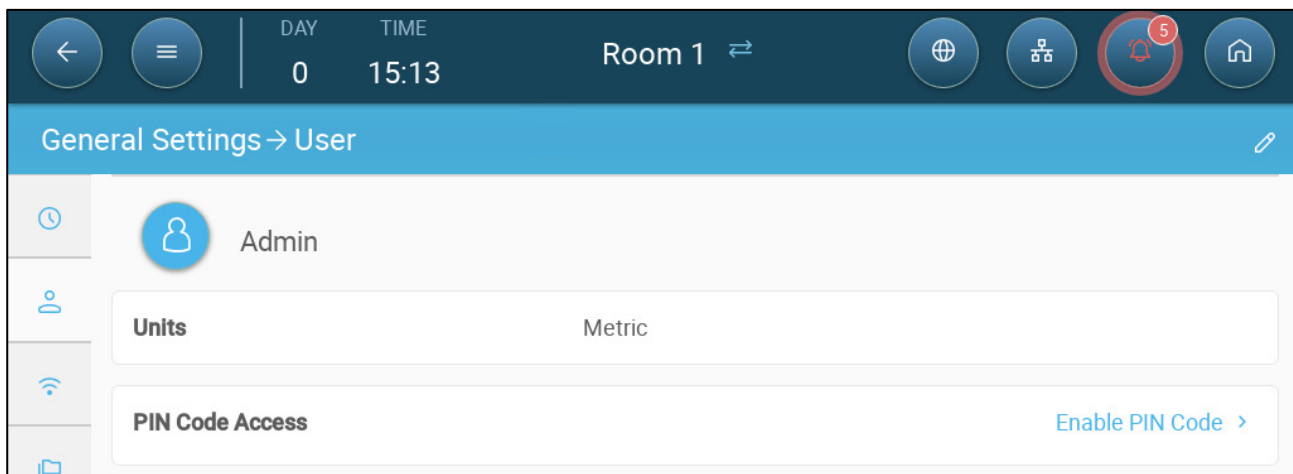 DAY TIME
0 15:13
Room 1
5
General Settings → User
Admin
Units Metric
PIN Code Access Enable PIN Code >